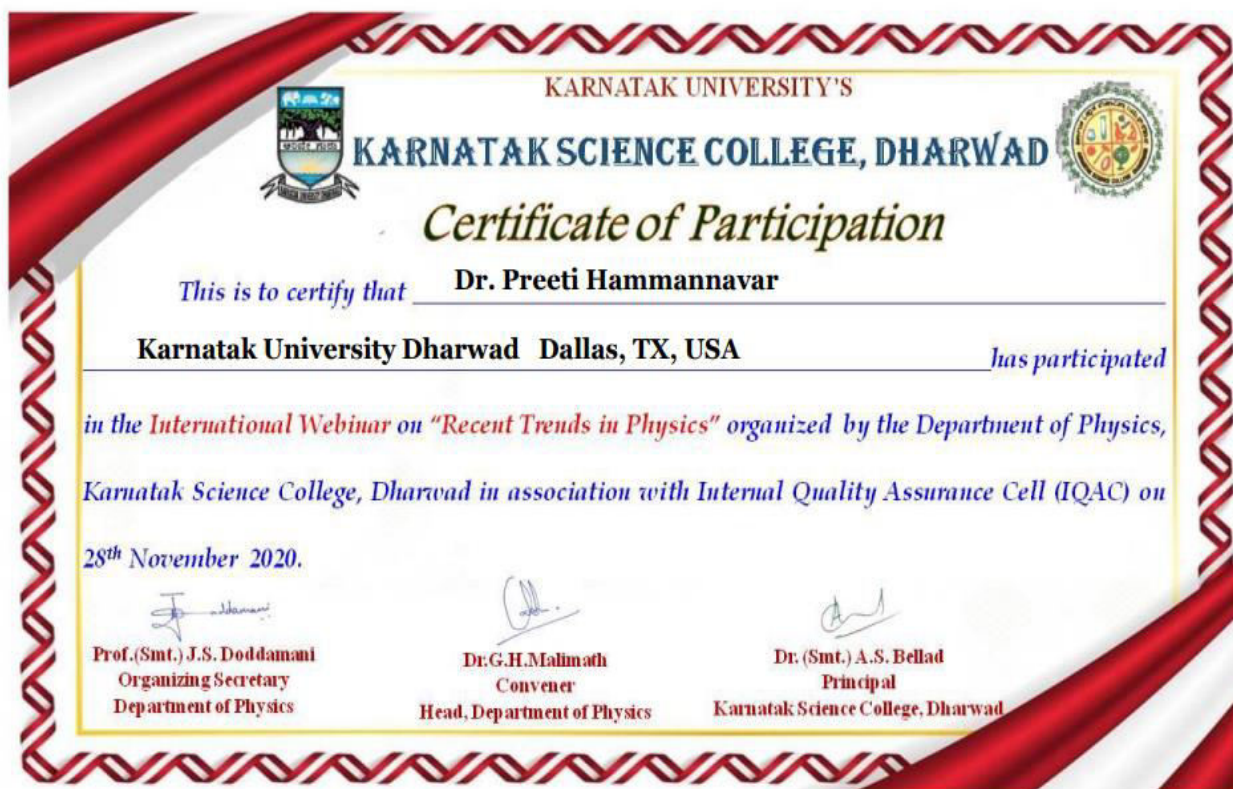 KARNATAK UNIVERSITY'S
KARNATAK SCIENCE COLLEGE, DHARWAD
Certificate of Participation
This is to certify that Dr. Preeti Hammannavar
Karnatak University Dharwad Dallas, TX, USA has participated
in the International Webinar on "Recent Trends in Physics" organized by the Department of Physics,
Karnatak Science College, Dharwad in association with Internal Quality Assurance Cell (IQAC) on
28th November 2020.
Prof.(Smt.) J.S. Doddamani
Organizing Secretary
Department of Physics
Dr.G.H.Malimath
Convener
Head, Department of Physics
Dr. (Smt.) A.S. Bellad
Principal
Karnatak Science College, Dharwad